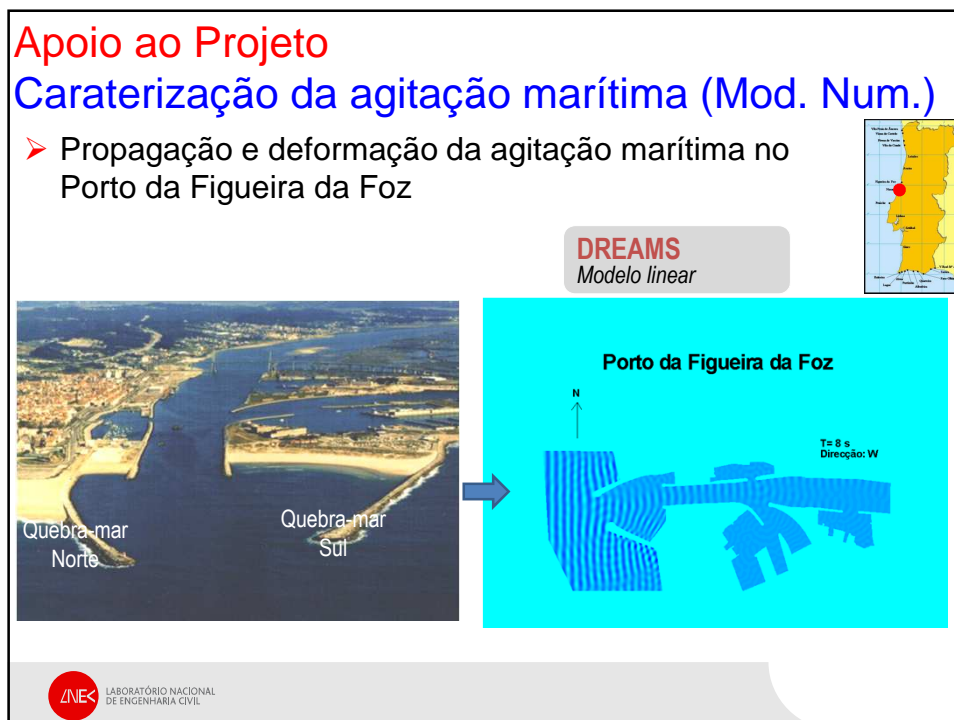 Apoio ao Projeto
Caraterização da agitação marítima (Mod. Num.)
Propagação e deformação da agitação marítima no
Porto da Figueira da Foz
DREAMS
Modelo linear
Quebra-mar
Norte
Quebra-mar
Sul
Porto da Figueira da Foz
N
T= 8 s
Direcção: W
LNEC
LABORATÓRIO NACIONAL
DE ENGENHARIA CIVIL